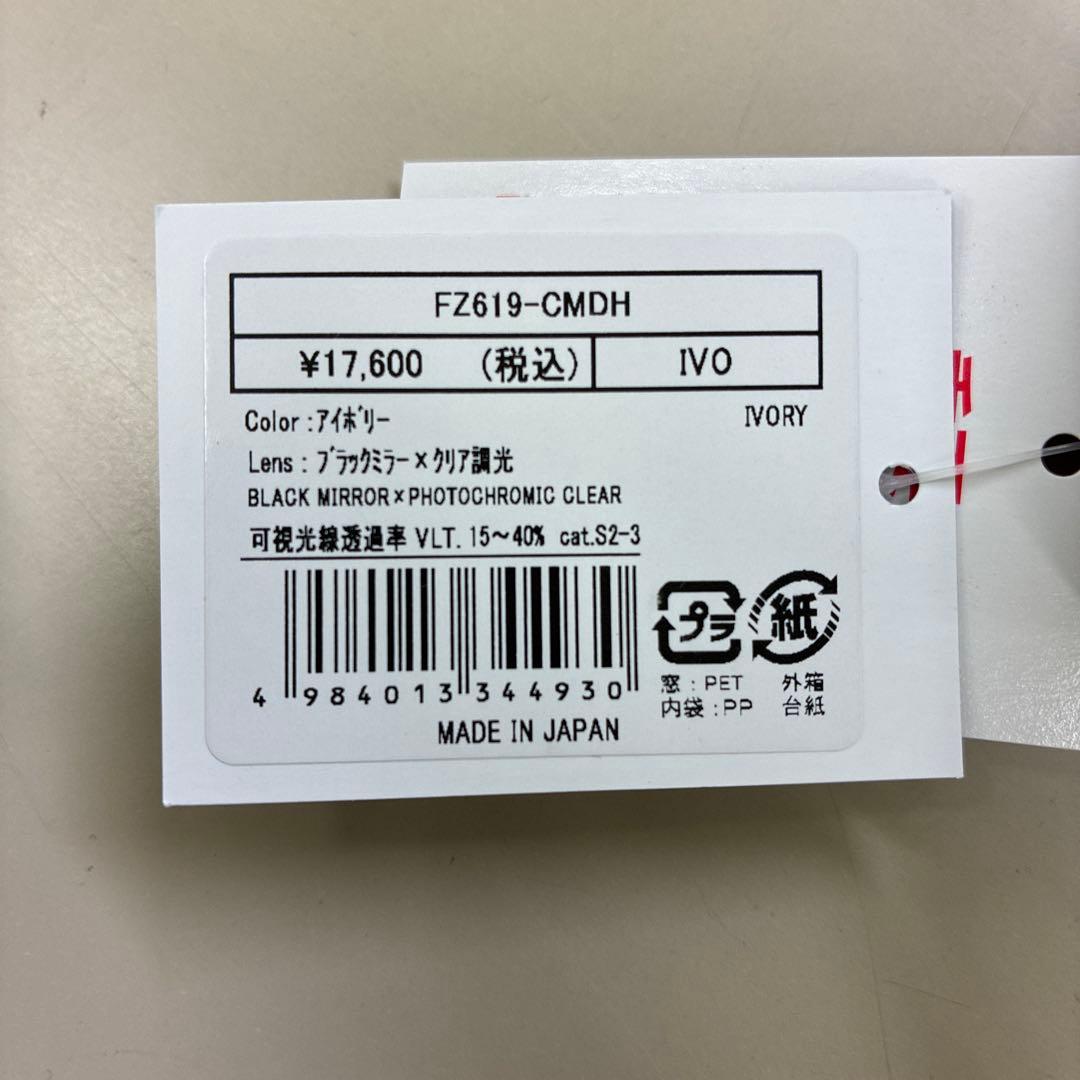 FZ619-CMDH
¥17,600 (税込) IVO
Color :ｱｲﾎﾞﾘｰ IVORY
Lens : ﾌﾞﾗｯｸﾐﾗｰ×ｸﾘｱ調光
BLACK MIRROR×PHOTOCHROMIC CLEAR
可視光線透過率 VLT. 15～40% cat.S2-3
プラ 紙
4 984013 344930
窓:PET 外箱
内袋:PP 台紙
MADE IN JAPAN